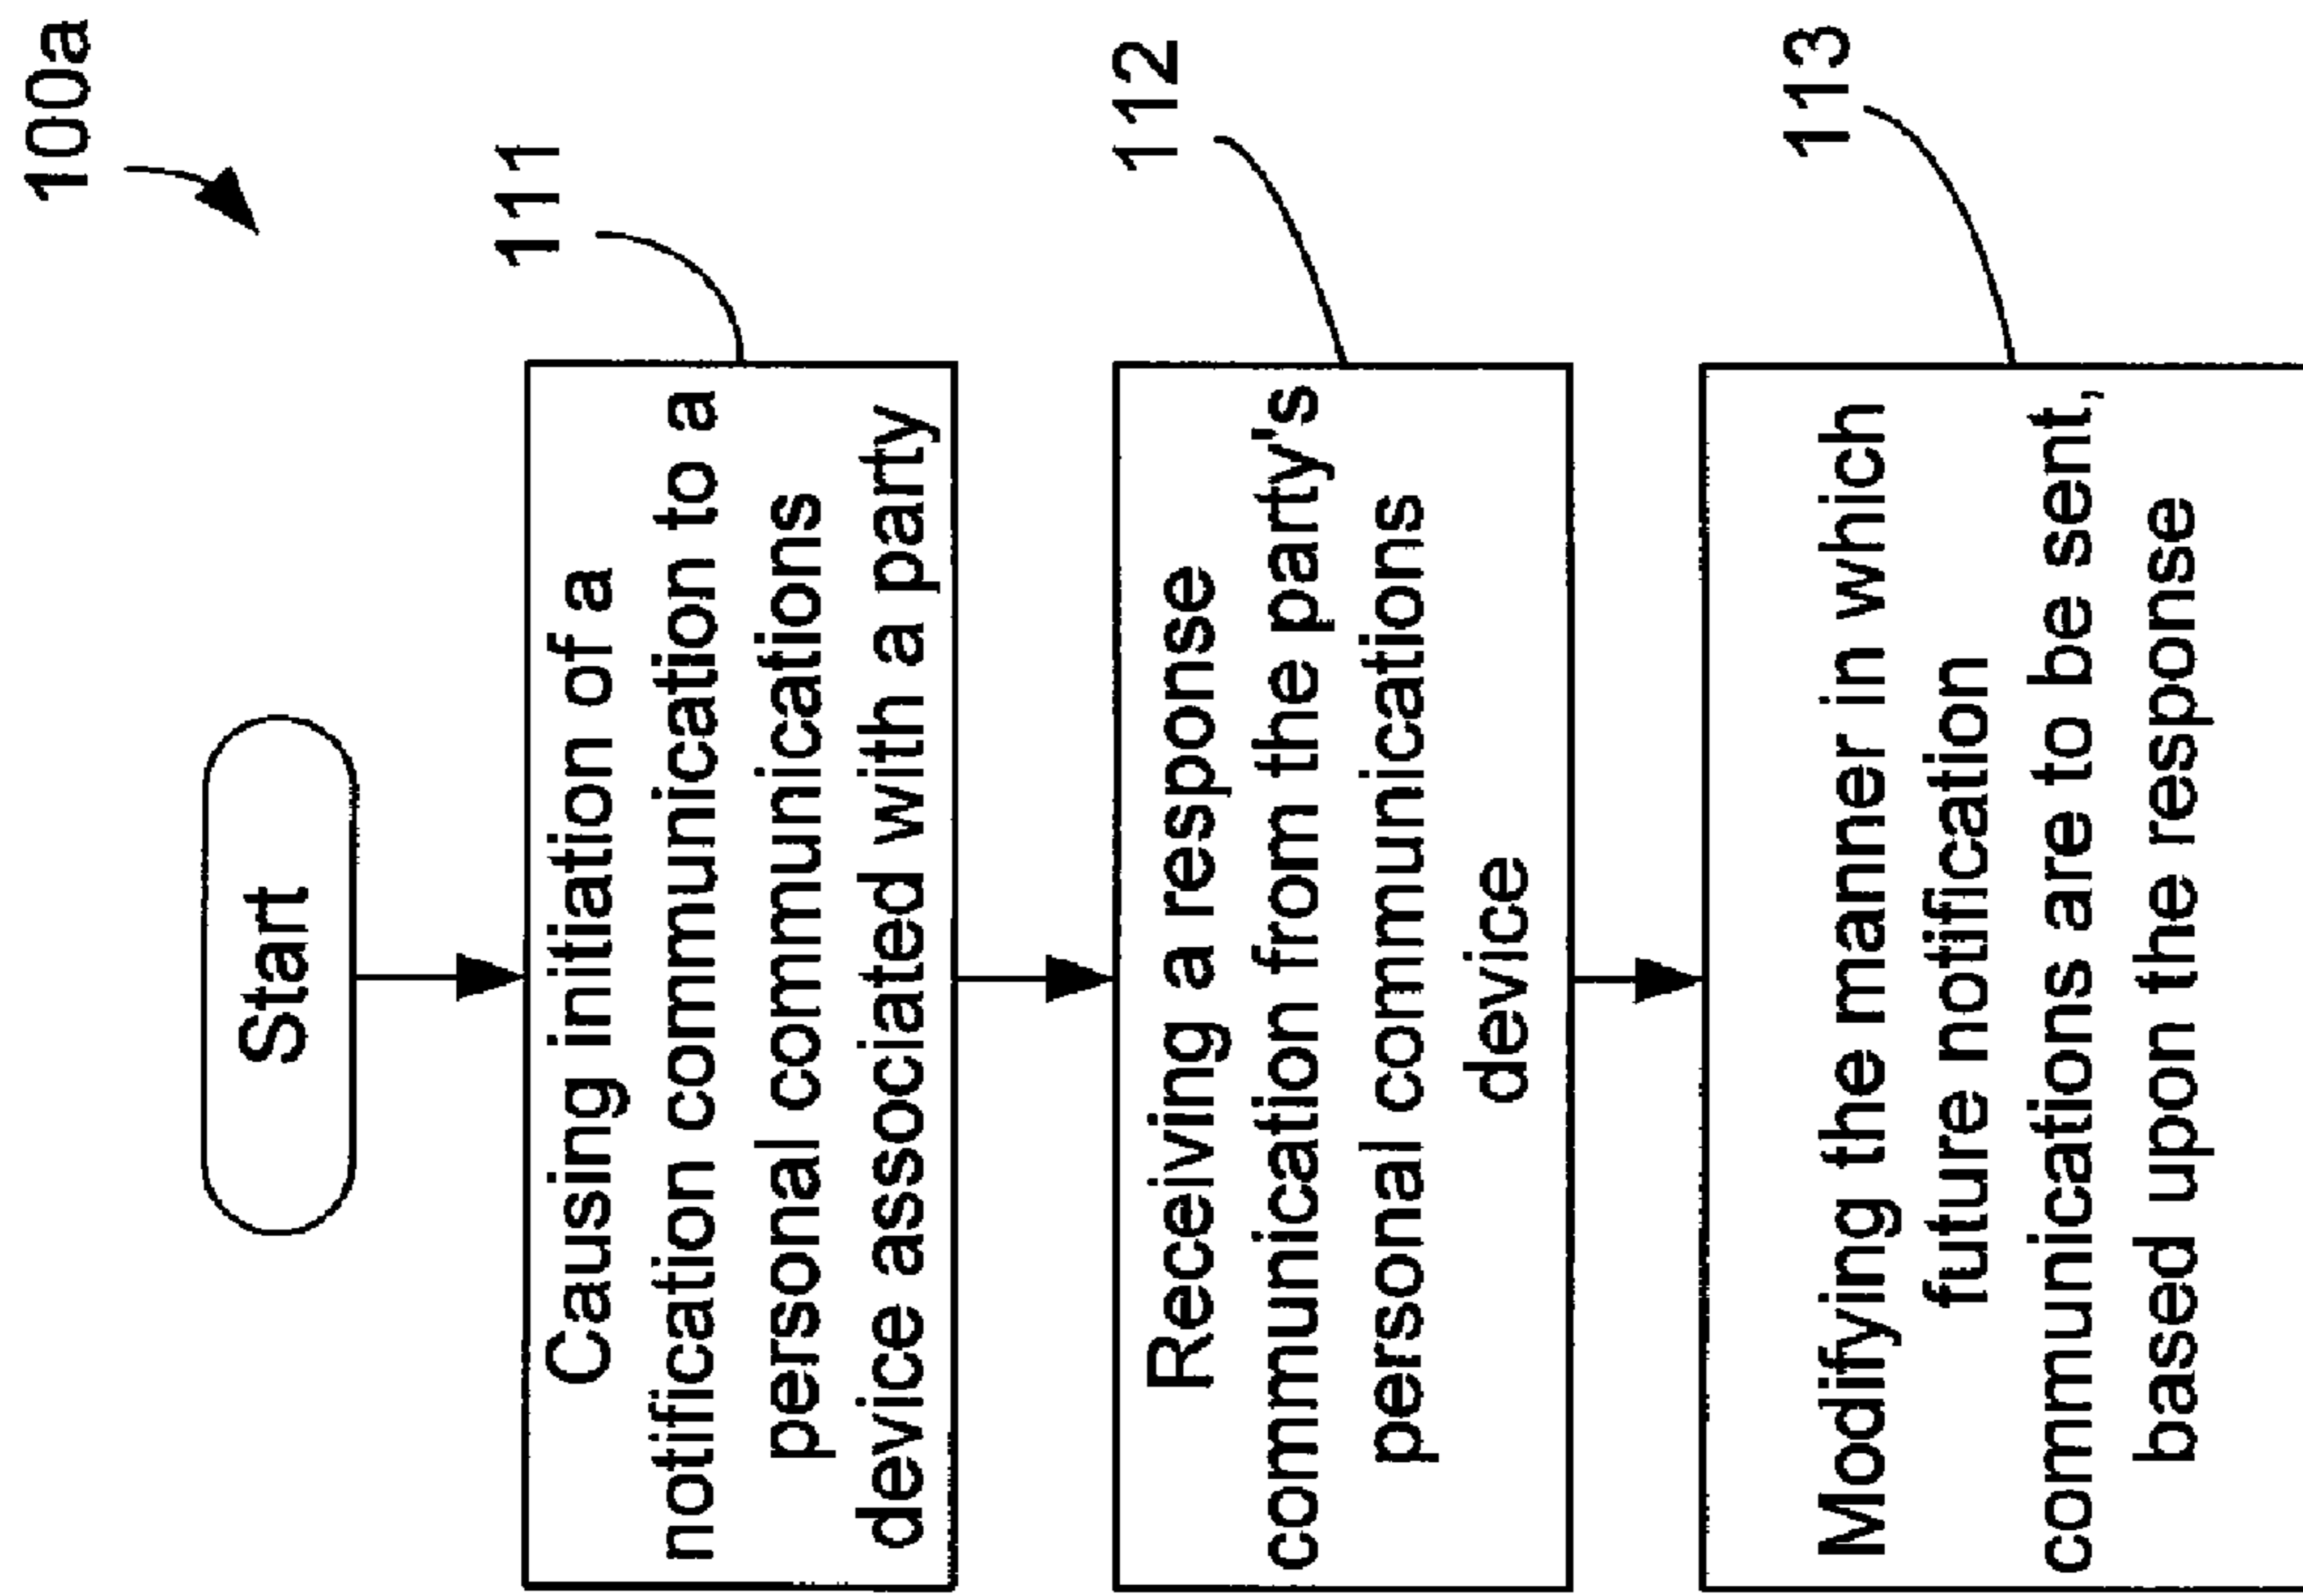 100a
Start
111
Causing initiation of a
notification communication to a
personal communications
device associated with a party
112
Receiving a response
communication from the party's
personal communications
device
113
Modifying the manner in which
future notification
communications are to be sent,
based upon the response